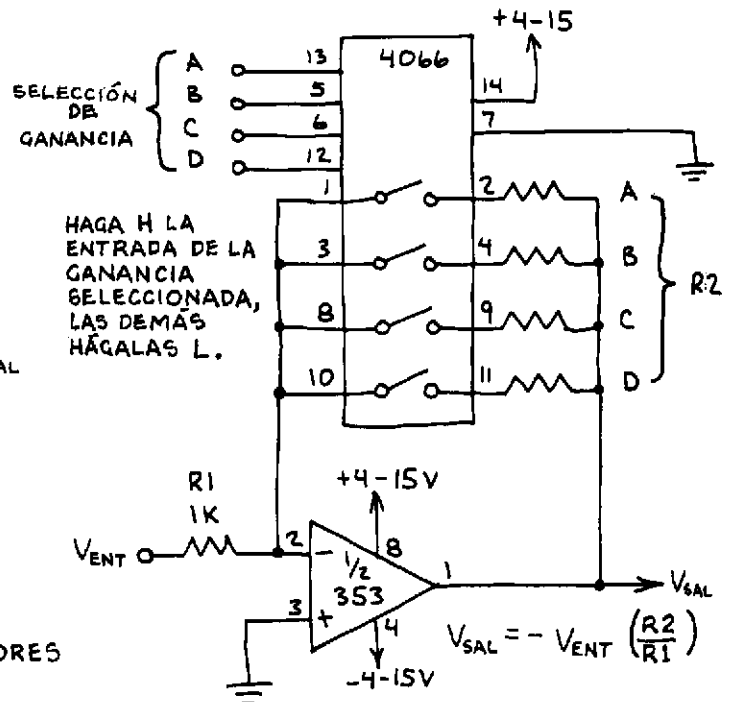 +4-15
4066
SELECCIÓN
DE
GANANCIA
A
B
C
D
13
5
6
12
14
7
1
3
8
10
2
4
9
11
A
B
C
D
R2
HAGA H LA
ENTRADA DE LA
GANANCIA
SELECCIONADA,
LAS DEMÁS
HÁGALAS L.
AL
R1
1K
+4-15V
VENT
2
-
8
1/2
353
1
VSAL
3
+
4
-4-15V
VSAL = - VENT (R2/R1)
ORES